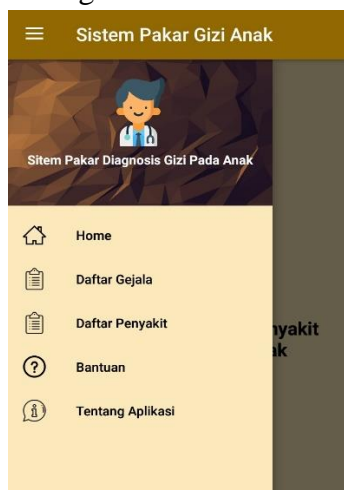 Sistem Pakar Gizi Anak
Sitem Pakar Diagnosis Gizi Pada Anak
Home
Daftar Gejala
Daftar Penyakit
Bantuan
Tentang Aplikasi